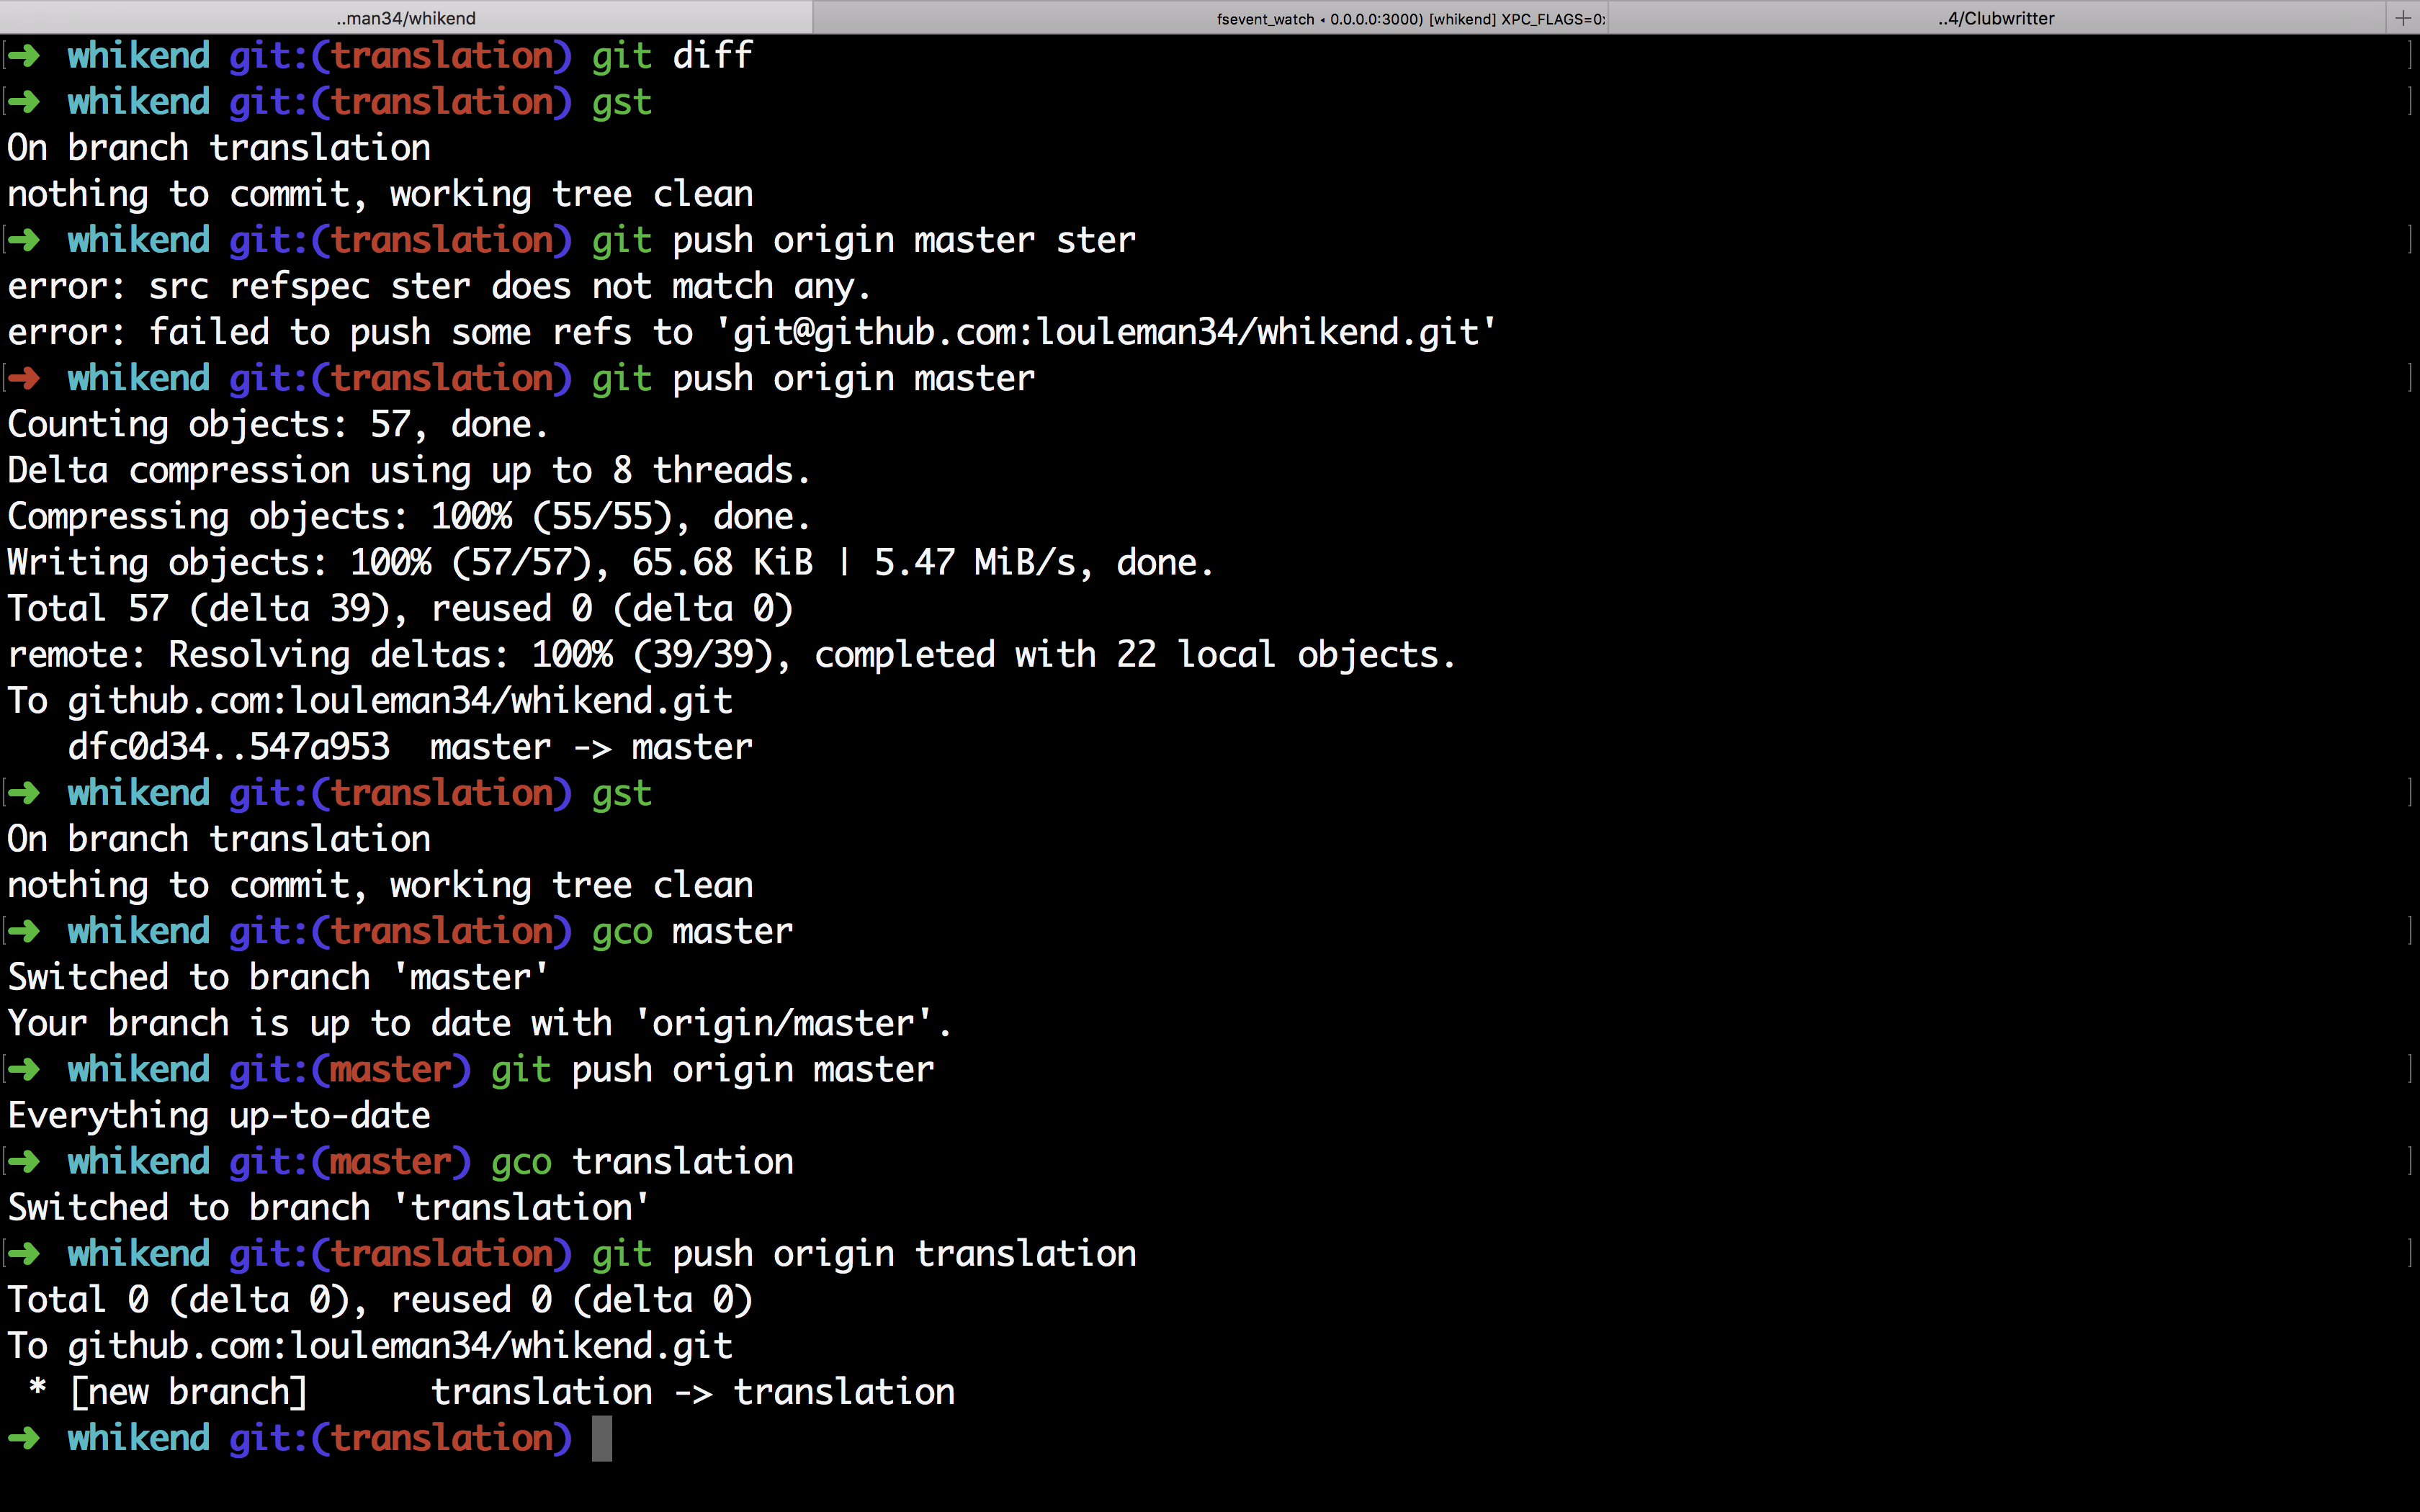 ..man34/whikend
fsevent_watch ◂ 0.0.0.0:3000) [whikend] XPC_FLAGS=0:
..4/Clubwritter
+
➜ whikend git:(translation) git diff
➜ whikend git:(translation) gst
On branch translation
nothing to commit, working tree clean
➜ whikend git:(translation) git push origin master ster
error: src refspec ster does not match any.
error: failed to push some refs to 'git@github.com:louleman34/whikend.git'
➜ whikend git:(translation) git push origin master
Counting objects: 57, done.
Delta compression using up to 8 threads.
Compressing objects: 100% (55/55), done.
Writing objects: 100% (57/57), 65.68 KiB | 5.47 MiB/s, done.
Total 57 (delta 39), reused 0 (delta 0)
remote: Resolving deltas: 100% (39/39), completed with 22 local objects.
To github.com:louleman34/whikend.git
   dfc0d34..547a953  master -> master
➜ whikend git:(translation) gst
On branch translation
nothing to commit, working tree clean
➜ whikend git:(translation) gco master
Switched to branch 'master'
Your branch is up to date with 'origin/master'.
➜ whikend git:(master) git push origin master
Everything up-to-date
➜ whikend git:(master) gco translation
Switched to branch 'translation'
➜ whikend git:(translation) git push origin translation
Total 0 (delta 0), reused 0 (delta 0)
To github.com:louleman34/whikend.git
 * [new branch]      translation -> translation
➜ whikend git:(translation)